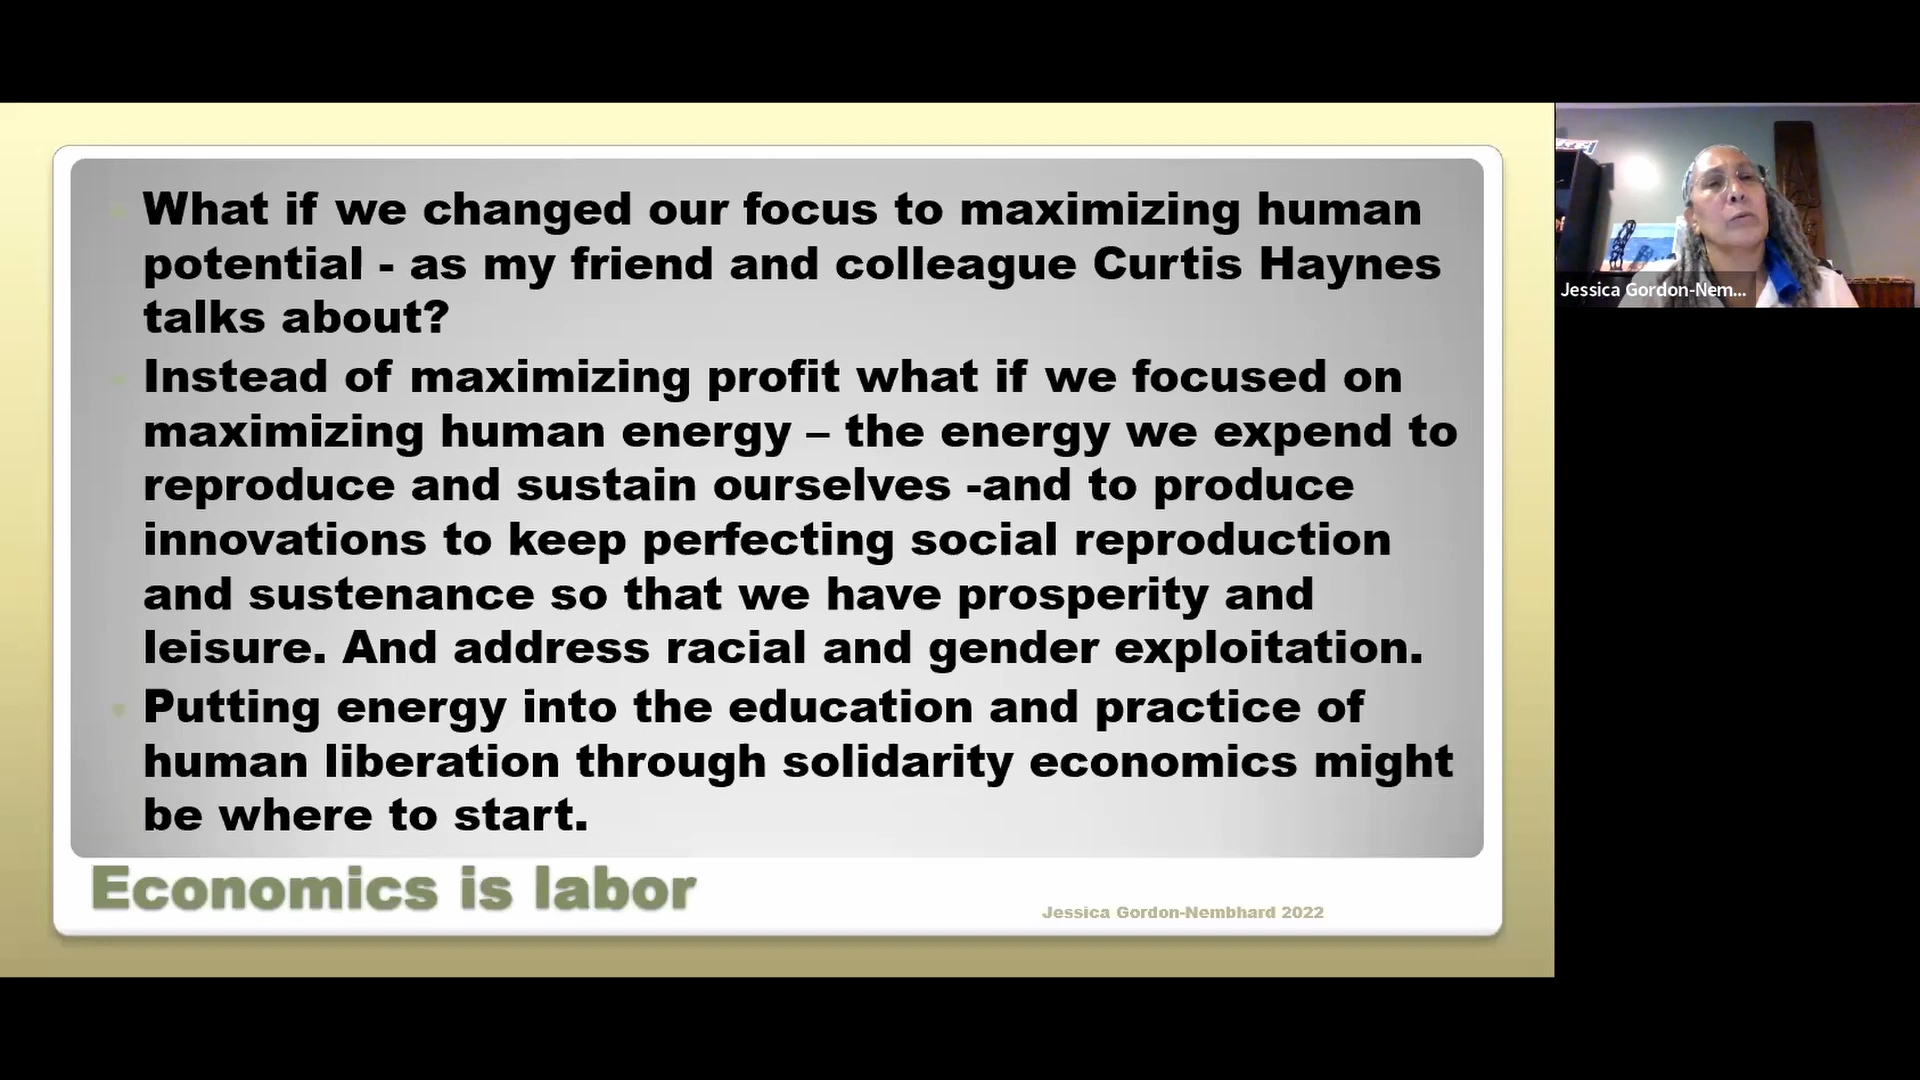 What if we changed our focus to maximizing human
potential - as my friend and colleague Curtis Haynes
talks about?
Instead of maximizing profit what if we focused on
maximizing human energy – the energy we expend to
reproduce and sustain ourselves -and to produce
innovations to keep perfecting social reproduction
and sustenance so that we have prosperity and
leisure. And address racial and gender exploitation.
Putting energy into the education and practice of
human liberation through solidarity economics might
be where to start.
Economics is labor
Jessica Gordon-Nembhard 2022
Jessica Gordon-Nem...